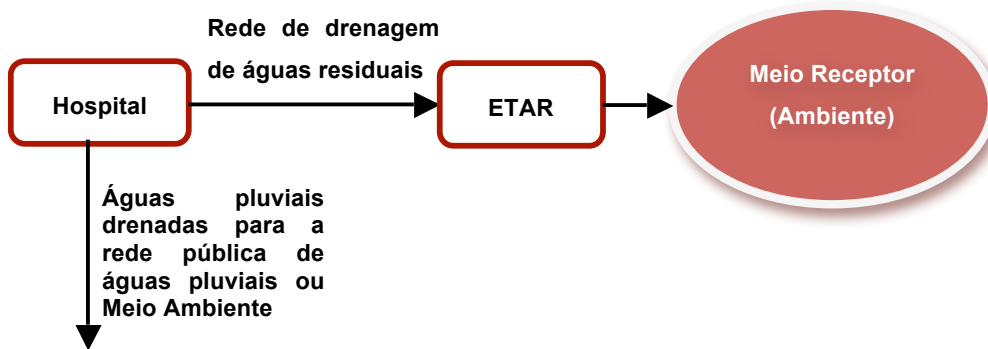 Rede de drenagem
de águas residuais
Hospital
ETAR
Meio Receptor
(Ambiente)
Águas pluviais
drenadas para a
rede pública de
águas pluviais ou
Meio Ambiente